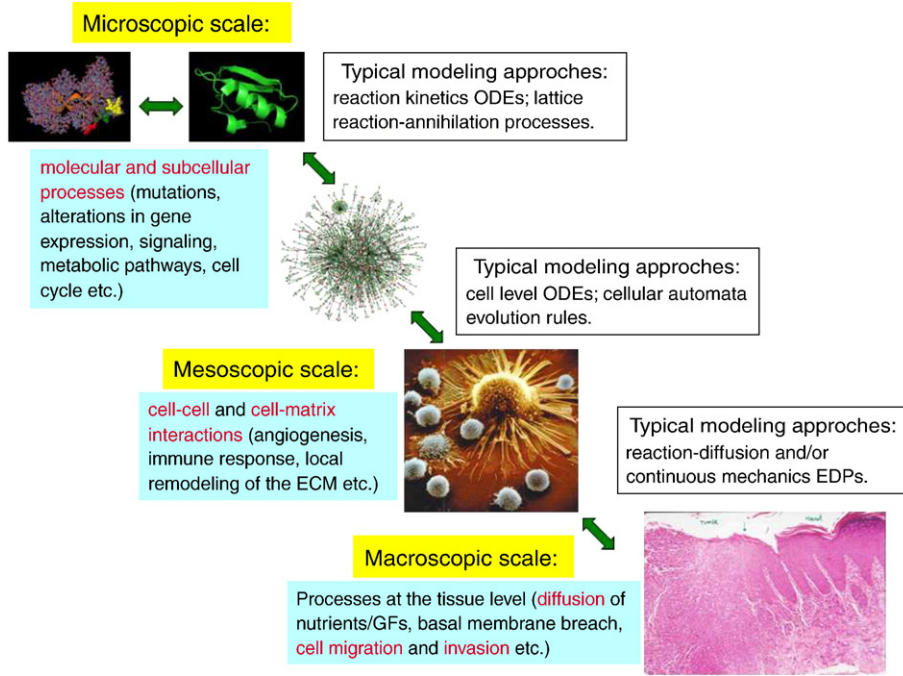 Microscopic scale:
Typical modeling approches:
reaction kinetics ODEs; lattice
reaction-annihilation processes.
molecular and subcellular
processes (mutations,
alterations in gene
expression, signaling,
metabolic pathways, cell
cycle etc.)
Typical modeling approches:
cell level ODEs; cellular automata
evolution rules.
Mesoscopic scale:
cell-cell and cell-matrix
interactions (angiogenesis,
immune response, local
remodeling of the ECM etc.)
Typical modeling approches:
reaction-diffusion and/or
continuous mechanics EDPs.
Macroscopic scale:
Processes at the tissue level (diffusion of
nutrients/GFs, basal membrane breach,
cell migration and invasion etc.)